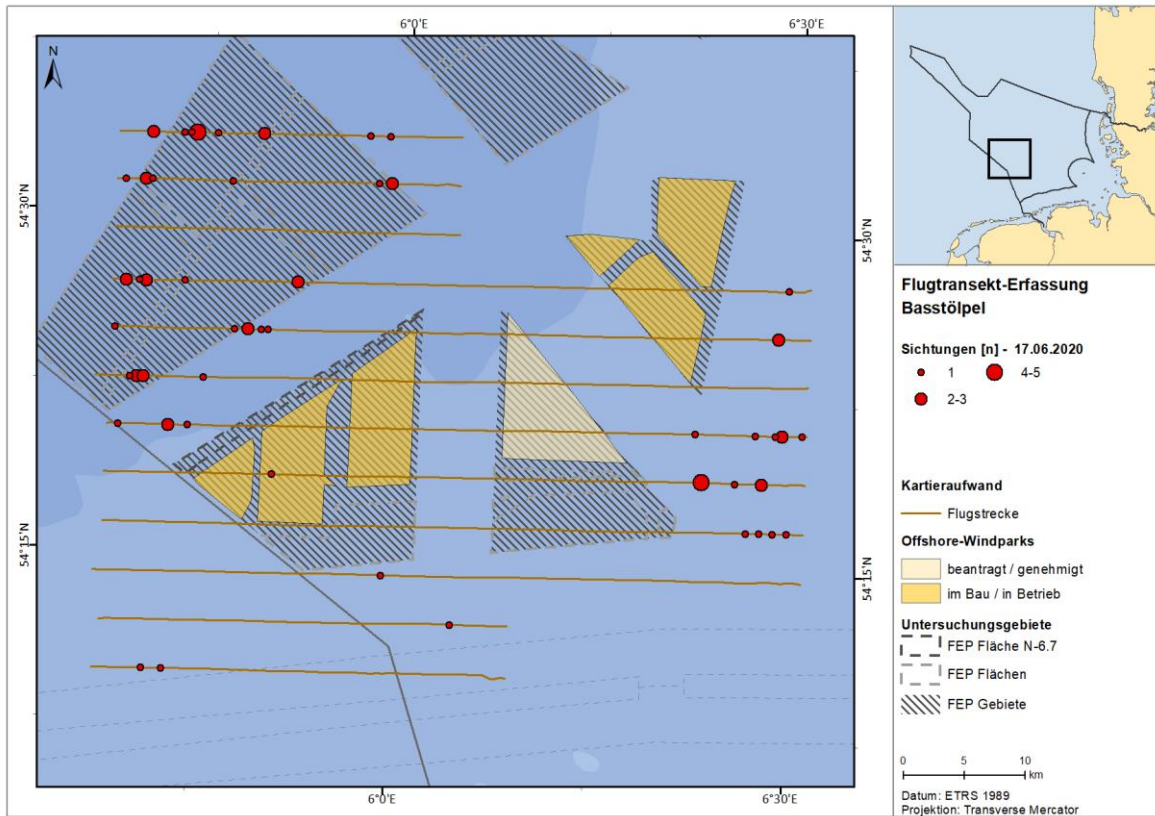 6°0'E
6°30'E
N
54°30'N
54°30'N
54°15'N
54°15'N
6°0'E
6°30'E
Flugtransekt-Erfassung
Basstölpel
Sichtungen [n] - 17.06.2020
1
4-5
2-3
Kartieraufwand
Flugstrecke
Offshore-Windparks
beantragt / genehmigt
im Bau / in Betrieb
Untersuchungsgebiete
FEP Fläche N-6.7
FEP Flächen
FEP Gebiete
0 5 10
km
Datum: ETRS 1989
Projektion: Transverse Mercator